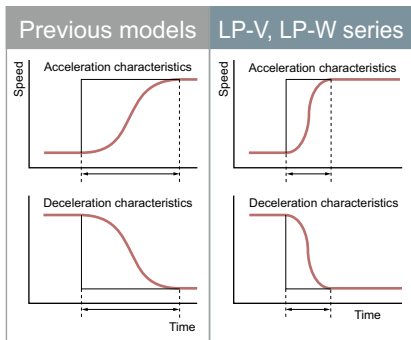 Previous models
LP-V, LP-W series
Acceleration characteristics
Speed
Deceleration characteristics
Time
Acceleration characteristics
Speed
Deceleration characteristics
Time